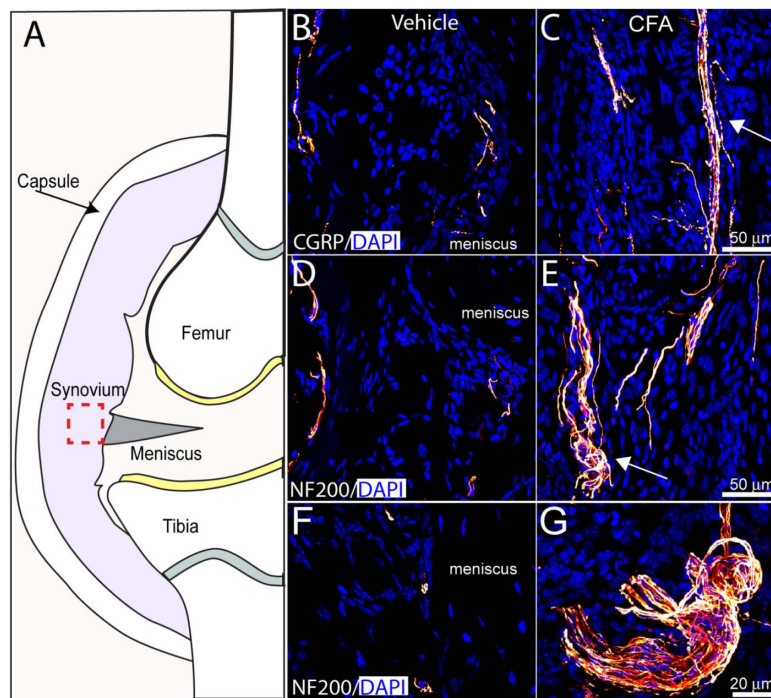 A
Capsule
Femur
Synovium
Meniscus
Tibia
B
Vehicle
CGRP/DAPI
meniscus
C
CFA
50 μm
D
meniscus
NF200/DAPI
E
50 μm
F
meniscus
NF200/DAPI
G
20 μm